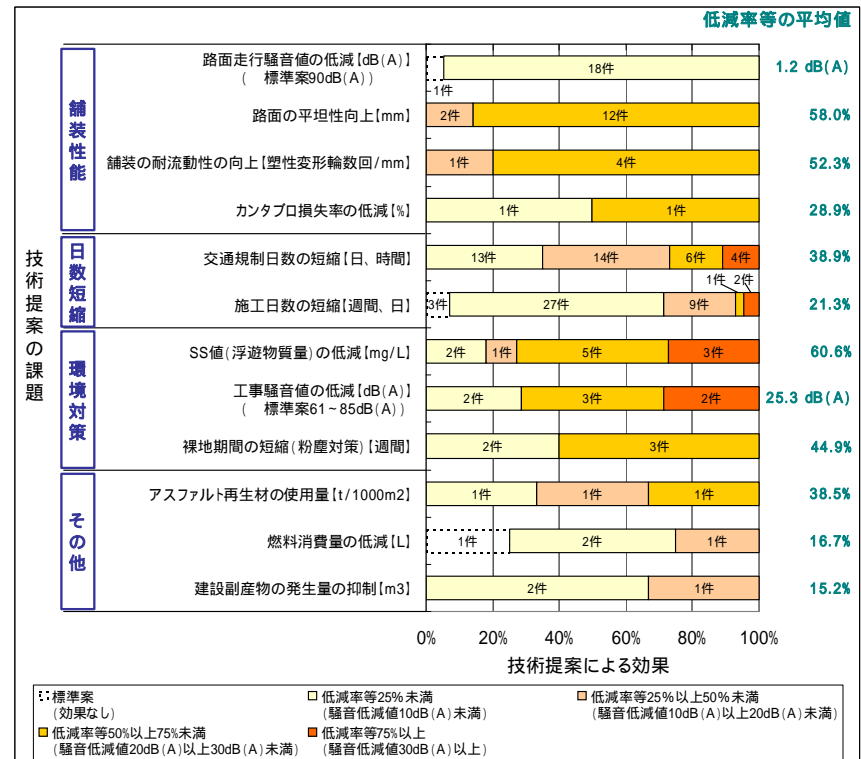 低減率等の平均値
技術提案の課題
舗装性能
路面走行騒音値の低減【dB(A)】
( 標準案90dB(A))
1件
18件
1.2 dB(A)
路面の平坦性向上【mm】
2件
12件
58.0%
舗装の耐流動性の向上【塑性変形輪数回/mm】
1件
4件
52.3%
カンタブロ損失率の低減【%】
1件
1件
28.9%
日数短縮
交通規制日数の短縮【日、時間】
13件
14件
6件
4件
38.9%
施工日数の短縮【週間、日】
3件
27件
9件
1件
2件
21.3%
環境対策
SS値(浮遊物質量)の低減【mg/L】
2件
1件
5件
3件
60.6%
工事騒音値の低減【dB(A)】
( 標準案61~85dB(A))
2件
3件
2件
25.3 dB(A)
裸地期間の短縮(粉塵対策)【週間】
2件
3件
44.9%
その他
アスファルト再生材の使用量【t/1000m2】
1件
1件
1件
38.5%
燃料消費量の低減【L】
1件
2件
1件
16.7%
建設副産物の発生量の抑制【m3】
2件
1件
15.2%
0%
20%
40%
60%
80%
100%
技術提案による効果
標準案
(効果なし)
低減率等25%未満
(騒音低減値10dB(A)未満)
低減率等25%以上50%未満
(騒音低減値10dB(A)以上20dB(A)未満)
低減率等50%以上75%未満
(騒音低減値20dB(A)以上30dB(A)未満)
低減率等75%以上
(騒音低減値30dB(A)以上)